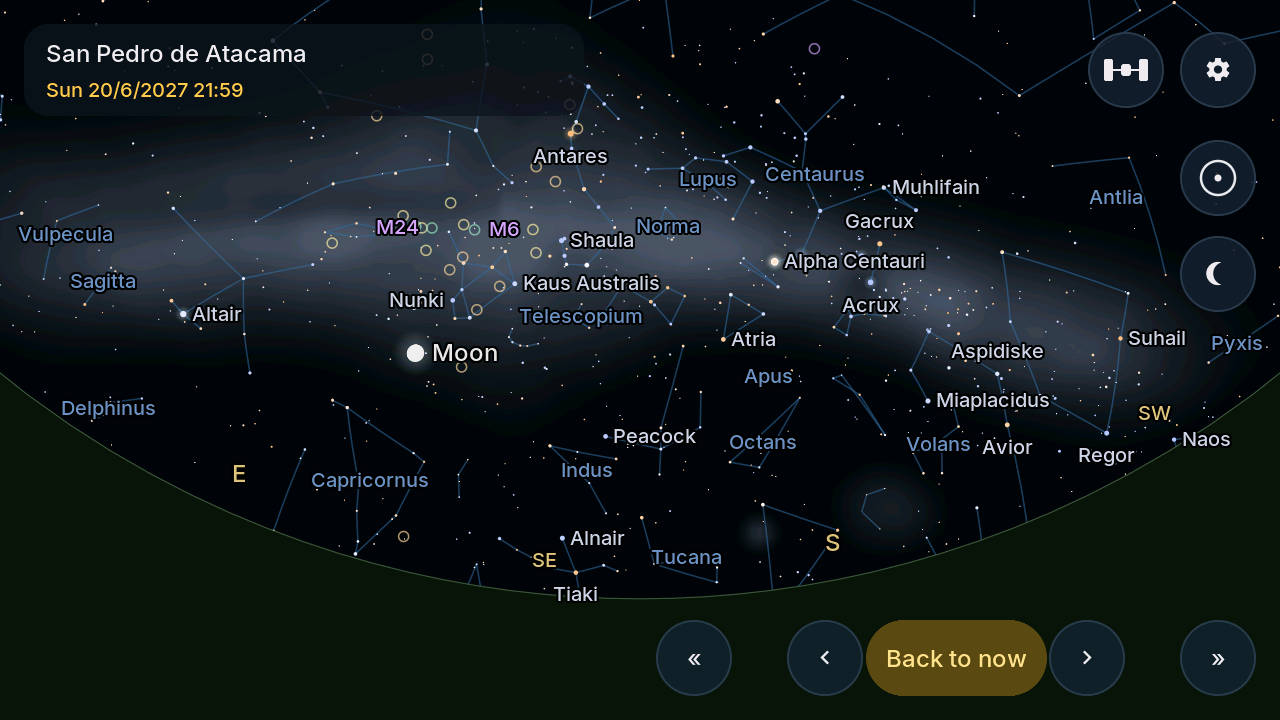 San Pedro de Atacama
Sun 20/6/2027 21:59
Antares
Lupus
Centaurus
Muhlifain
Antlia
Vulpecula
M24
M6
Shaula
Norma
Gacrux
Alpha Centauri
Sagitta
Kaus Australis
Nunki
Acrux
Altair
Telescopium
Atria
Suhail
Pyxis
Moon
Aspidiske
Apus
Delphinus
Miaplacidus
SW
Peacock
Octans
Volans
Avior
Naos
Regor
E
Capricornus
Indus
Alnair
S
SE
Tucana
Tiaki
«
‹
Back to now
›
»